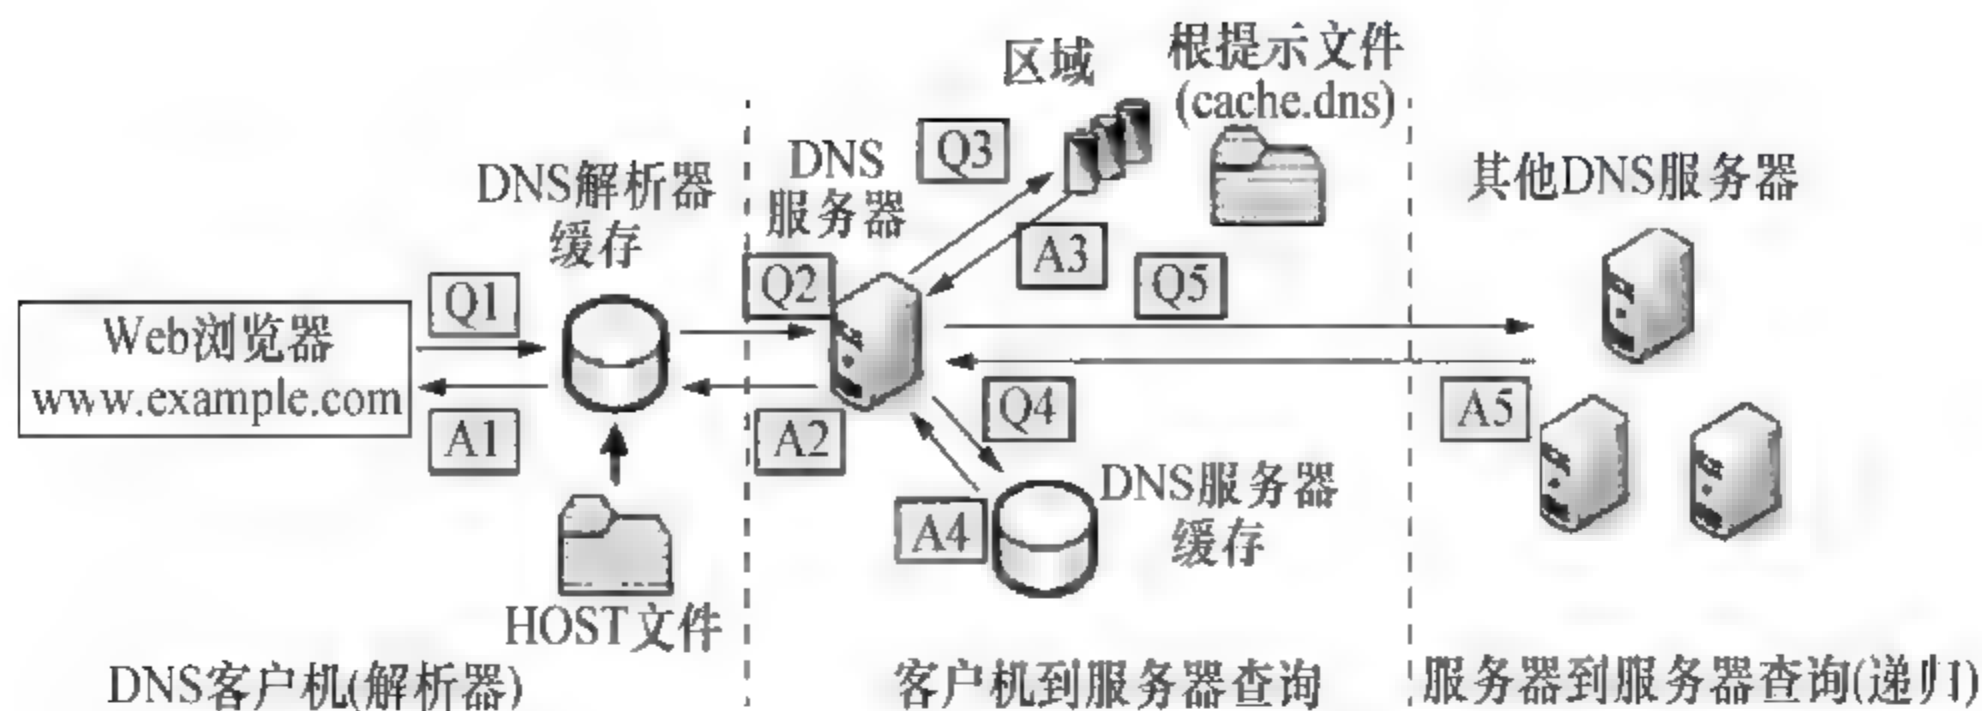 区域
根提示文件
(cache.dns)
Q3
DNS
服务器
DNS解析器
缓存
其他DNS服务器
A3
Q5
Q2
Q1
Web浏览器
www.example.com
A1
A2
Q4
A5
DNS服务器
缓存
A4
HOST文件
DNS客户机(解析器)
客户机到服务器查询
服务器到服务器查询(递归)